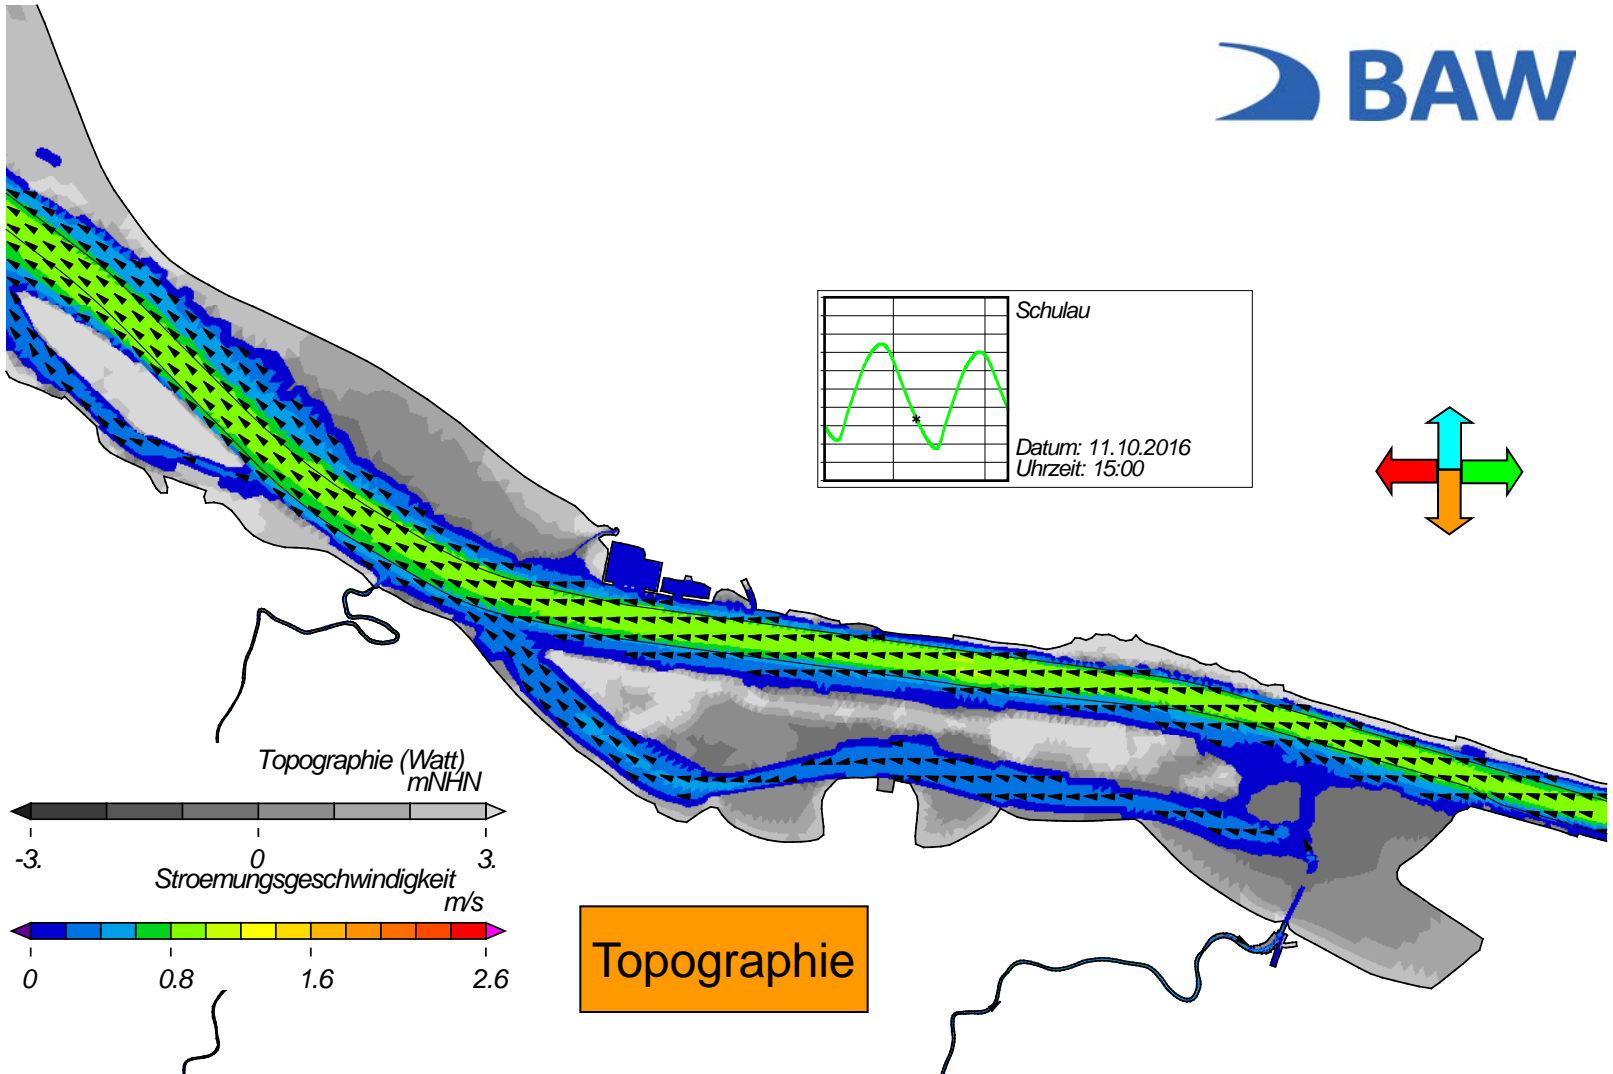 BAW
Schulau
Datum: 11.10.2016
Uhrzeit: 15:00
Topographie (Watt)
mNHN
-3. 0 3.
Stroemungsgeschwindigkeit
m/s
0 0.8 1.6 2.6
Topographie